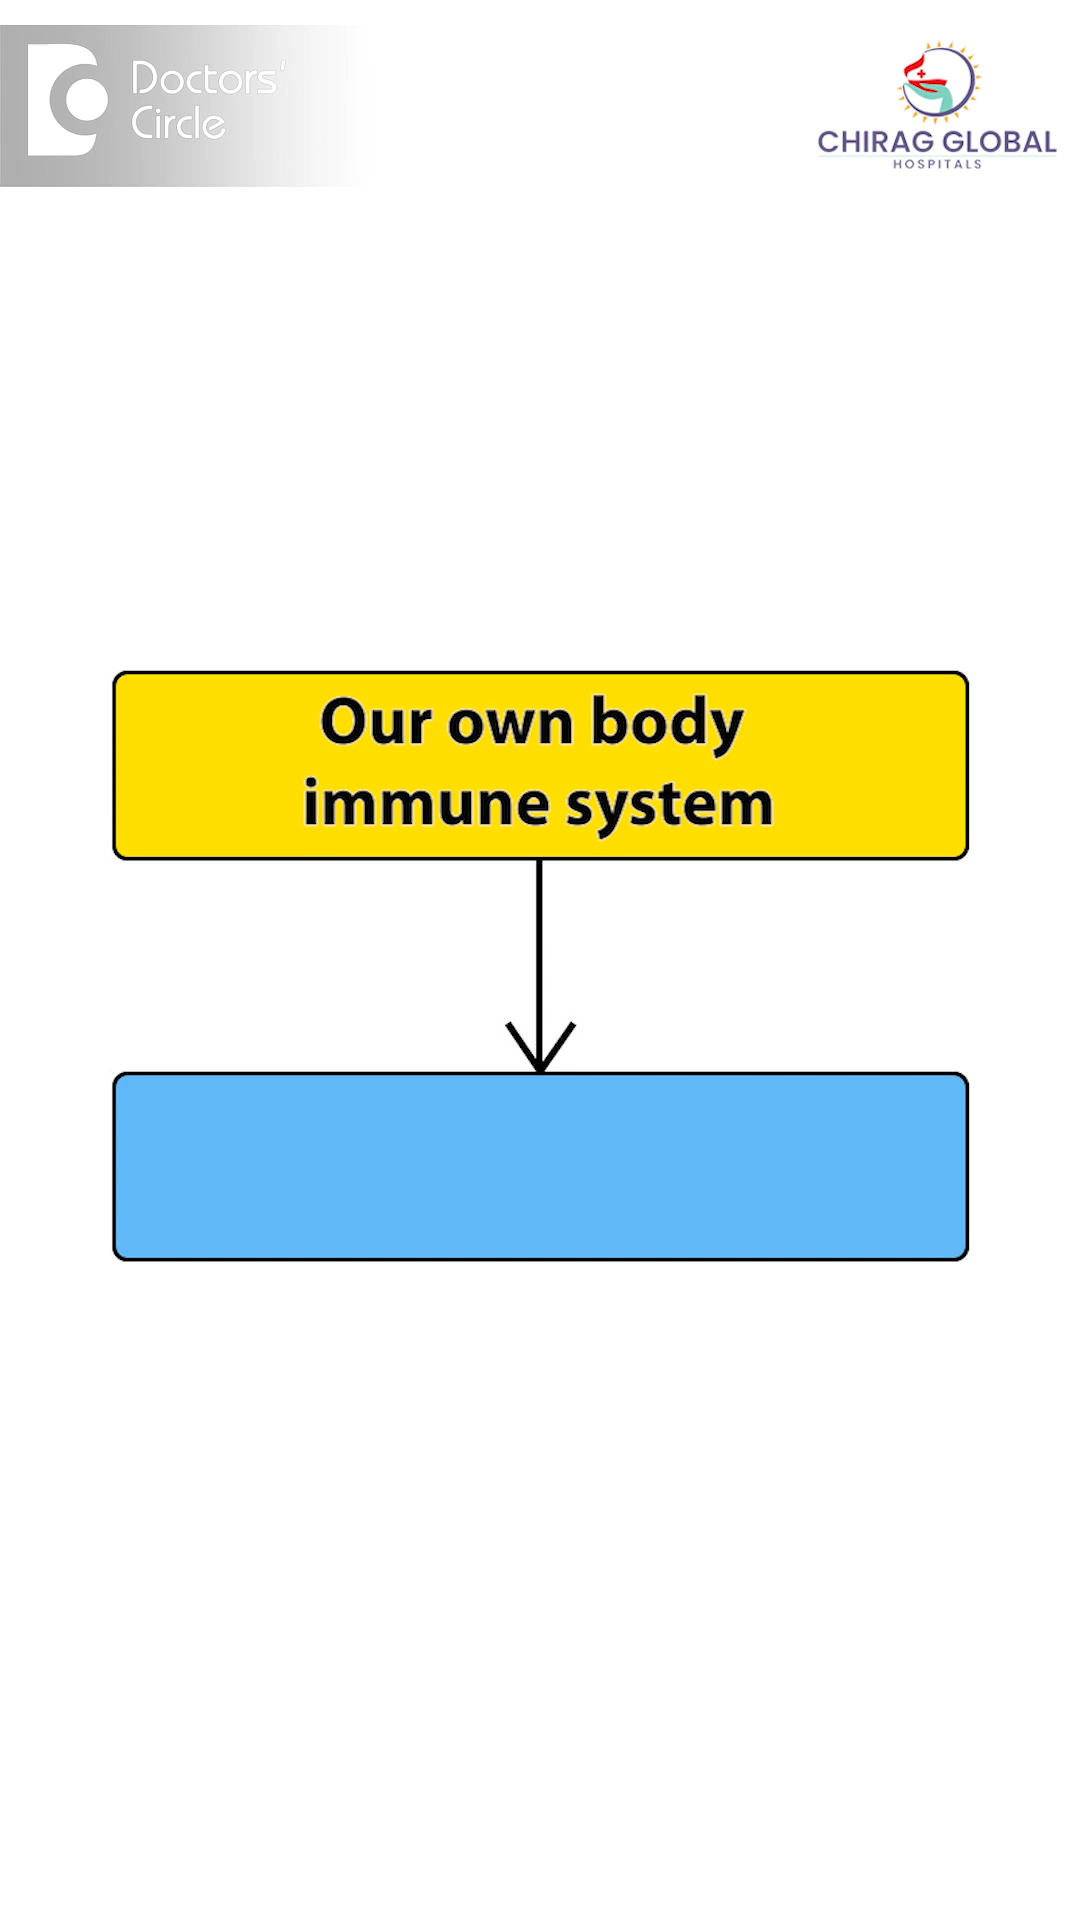 Doctors'
Circle
CHIRAG GLOBAL
HOSPITALS
Our own body
immune system